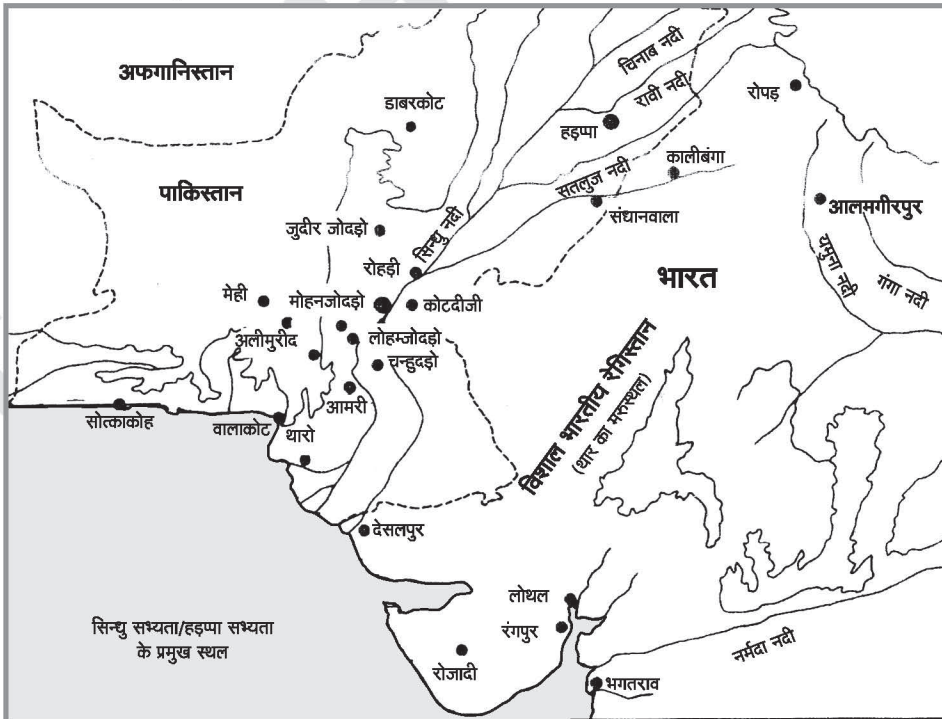 अफगानिस्तान
चिनाब नदी
रावी नदी
रोपड़
डाबरकोट
हड़प्पा
कालीबंगा
सतलुज नदी
पाकिस्तान
संधानवाला
आलमगीरपुर
जुदीर जोदड़ो
सिन्धु नदी
रोहड़ी
भारत
यमुना नदी
गंगा नदी
मेही
मोहनजोदड़ो
कोटदीजी
अलीमुरीद
लोहम्जोदड़ो
चन्हुदड़ो
विशाल भारतीय रेगिस्तान
(थार का मरुस्थल)
आमरी
सोत्काकोह
वालाकोट
थारो
देसलपुर
लोथल
सिन्धु सभ्यता/हड़प्पा सभ्यता
के प्रमुख स्थल
रंगपुर
रोजादी
नर्मदा नदी
भगतराव